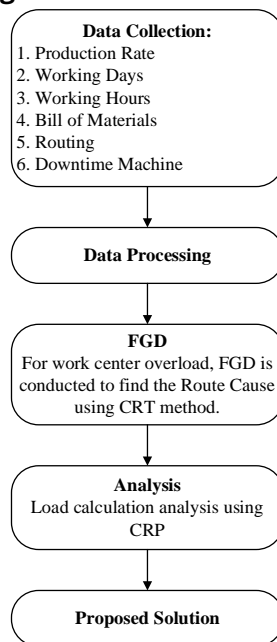 Data Collection:
1. Production Rate
2. Working Days
3. Working Hours
4. Bill of Materials
5. Routing
6. Downtime Machine
Data Processing
FGD
For work center overload, FGD is
conducted to find the Route Cause
using CRT method.
Analysis
Load calculation analysis using
CRP
Proposed Solution